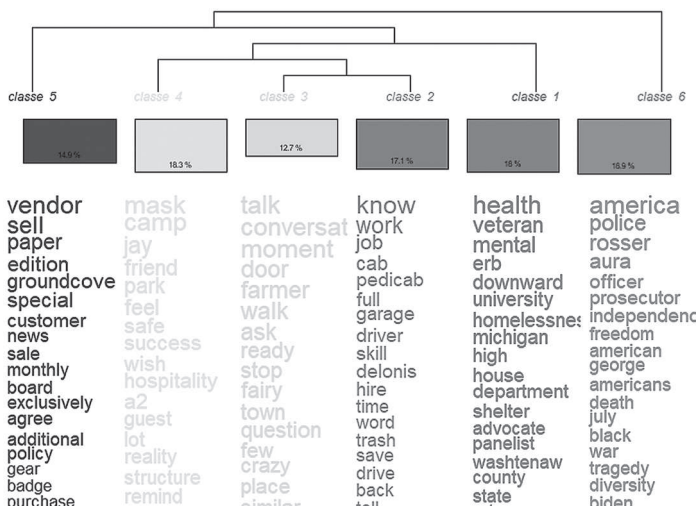 classe 5 classe 4 classe 3 classe 2 classe 1 classe 6
14.9 % 18.3 % 12.7 % 17.1 % 18 % 18.9 %
vendor
sell
paper
edition
groundcove
special
customer
news
sale
monthly
board
exclusively
agree
additional
policy
gear
badge
purchase
mask
camp
jay
friend
park
feel
safe
success
wish
hospitality
a2
guest
lot
reality
structure
remind
talk
conversat
moment
door
farmer
walk
ask
ready
stop
fairy
town
question
few
crazy
place
similar
know
work
job
cab
pedicab
full
garage
driver
skill
delonis
hire
time
word
trash
save
drive
back
tell
health
veteran
mental
erb
downward
university
homelessnes
michigan
high
house
department
shelter
advocate
panelist
washtenaw
county
state
america
police
rosser
aura
officer
prosecutor
independenc
freedom
american
george
americans
death
july
black
war
tragedy
diversity
biden